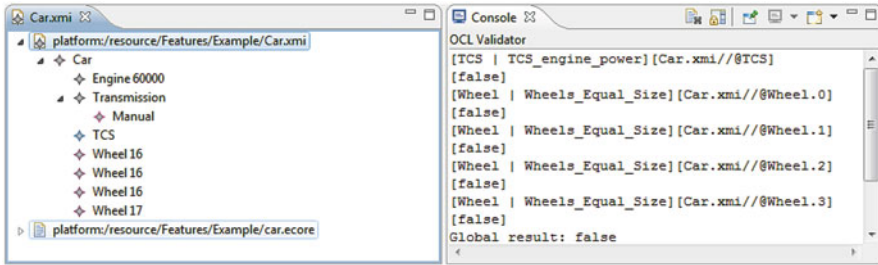 Car.xmi
platform:/resource/Features/Example/Car.xmi
Car
Engine 60000
Transmission
Manual
TCS
Wheel 16
Wheel 16
Wheel 16
Wheel 17
platform:/resource/Features/Example/car.ecore
Console
OCL Validator
[TCS | TCS_engine_power][Car.xmi//@TCS]
[false]
[Wheel | Wheels_Equal_Size][Car.xmi//@Wheel.0]
[false]
[Wheel | Wheels_Equal_Size][Car.xmi//@Wheel.1]
[false]
[Wheel | Wheels_Equal_Size][Car.xmi//@Wheel.2]
[false]
[Wheel | Wheels_Equal_Size][Car.xmi//@Wheel.3]
[false]
Global result: false